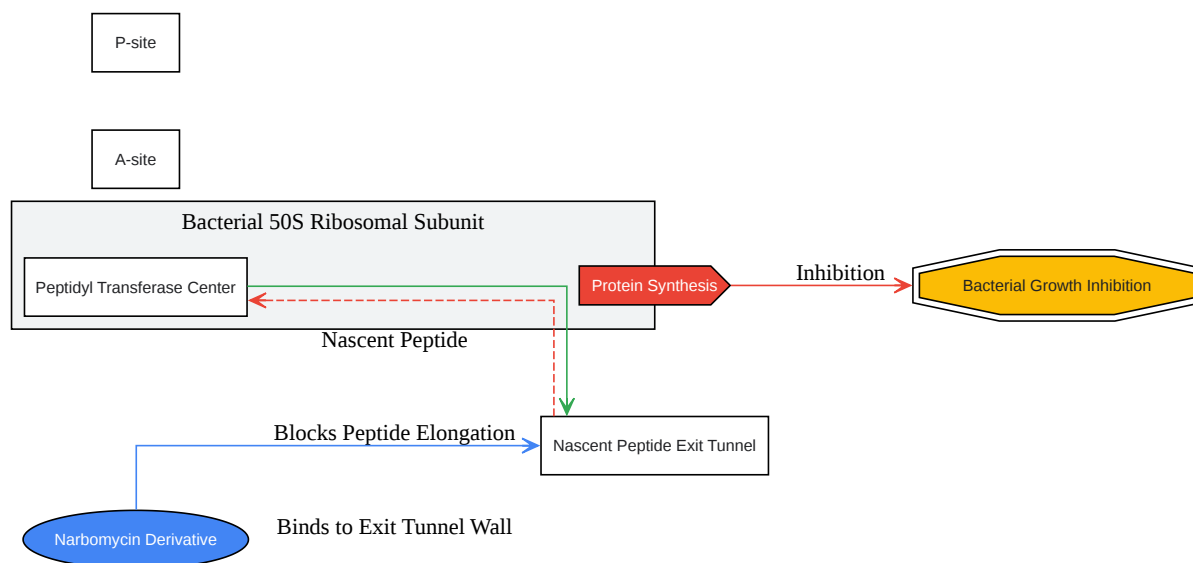 P-site
A-site
Bacterial 50S Ribosomal Subunit
Peptidyl Transferase Center
Protein Synthesis
Inhibition
Bacterial Growth Inhibition
Nascent Peptide
Blocks Peptide Elongation
Nascent Peptide Exit Tunnel
Narbomycin Derivative
Binds to Exit Tunnel Wall